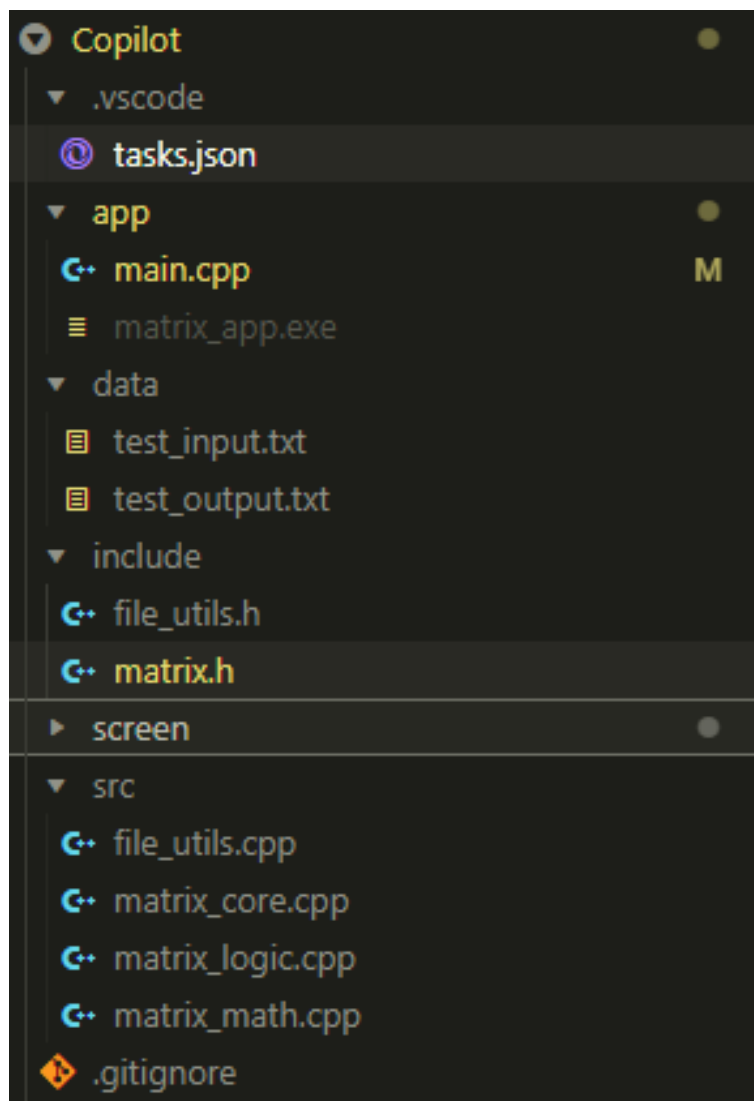 Copilot
.vscode
tasks.json
app
C++ main.cpp M
matrix_app.exe
data
test_input.txt
test_output.txt
include
C++ file_utils.h
C++ matrix.h
screen
src
C++ file_utils.cpp
C++ matrix_core.cpp
C++ matrix_logic.cpp
C++ matrix_math.cpp
.gitignore